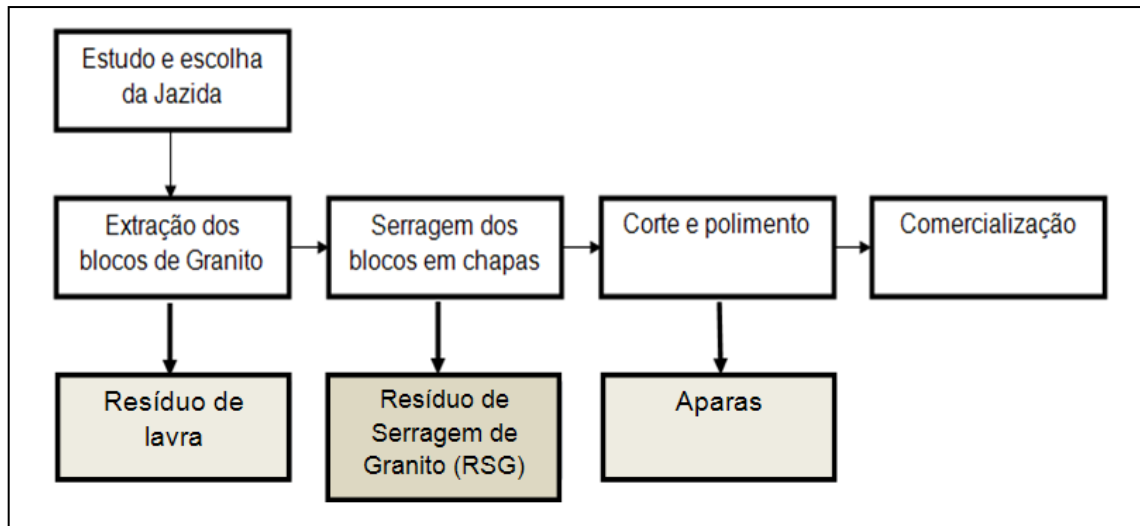 Estudo e escolha
da Jazida
Extração dos
blocos de Granito
Serragem dos
blocos em chapas
Corte e polimento
Comercialização
Resíduo de
lavra
Resíduo de
Serragem de
Granito (RSG)
Aparas